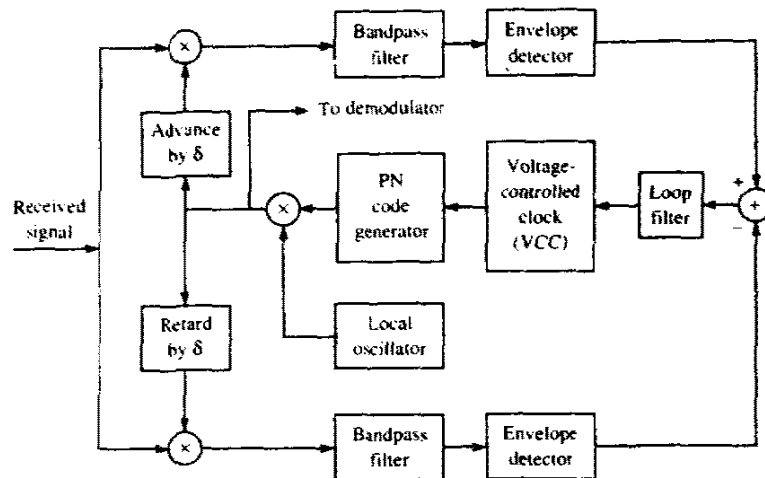 Bandpass
filter
Envelope
detector
×
To demodulator
Advance
by δ
Received
signal
×
PN
code
generator
Voltage-
controlled
clock
(VCC)
Loop
filter
+
+
−
Retard
by δ
Local
oscillator
×
Bandpass
filter
Envelope
detector